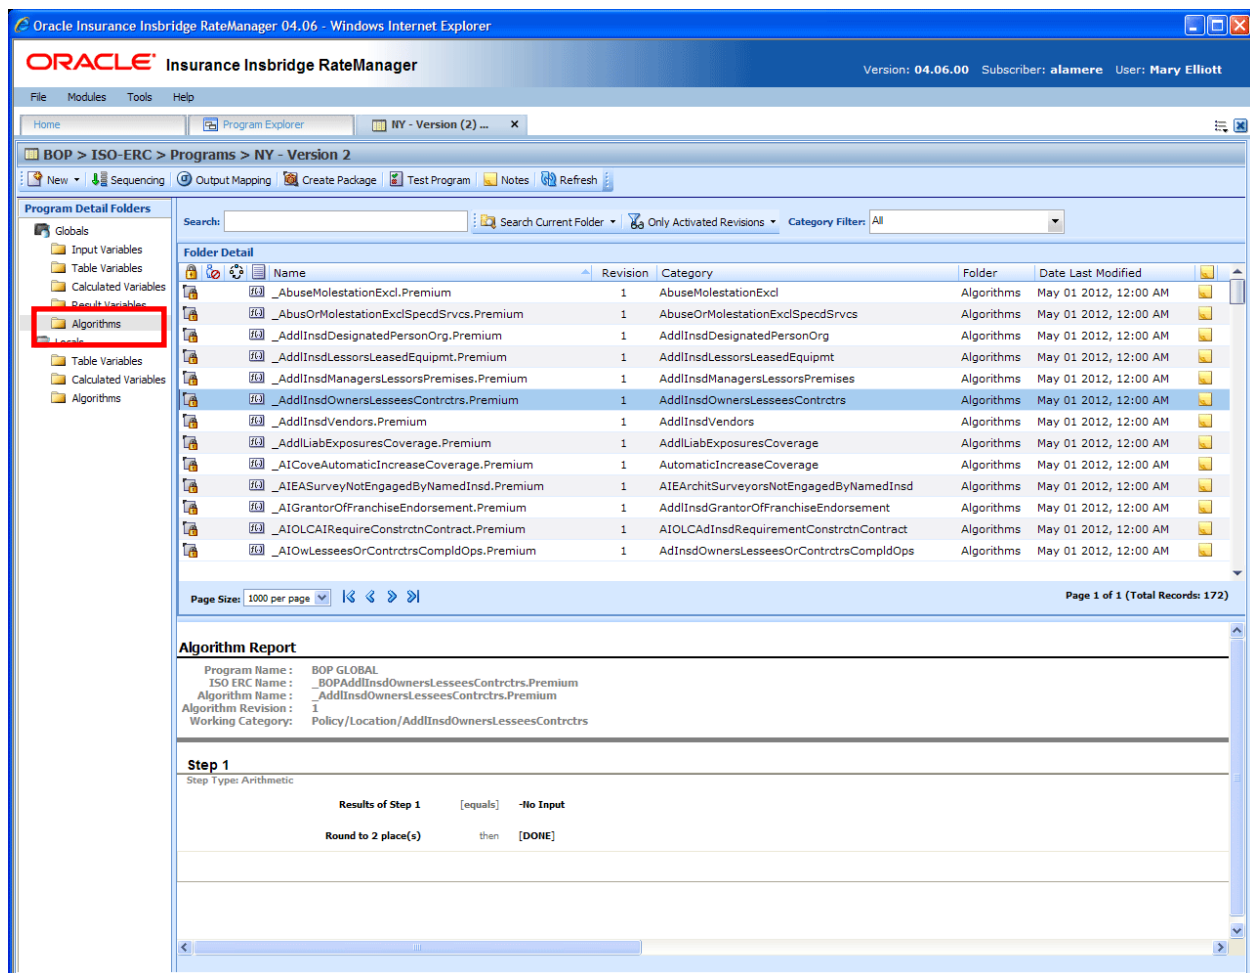 Oracle Insurance Insbridge RateManager 04.06 - Windows Internet Explorer
ORACLE Insurance Insbridge RateManager
Version: 04.06.00 Subscriber: alamere User: Mary Elliott
File Modules Tools Help
Home Program Explorer NY - Version (2) ... x
BOP > ISO-ERC > Programs > NY - Version 2
New Sequencing Output Mapping Create Package Test Program Notes Refresh
Program Detail Folders
Globals
Input Variables
Table Variables
Calculated Variables
Result Variables
Algorithms
Locals
Table Variables
Calculated Variables
Algorithms
Search: Search Current Folder Only Activated Revisions Category Filter: All
Folder Detail
Name Revision Category Folder Date Last Modified
f(x) _AbuseMolestationExcl.Premium 1 AbuseMolestationExcl Algorithms May 01 2012, 12:00 AM
f(x) _AbusOrMolestationExclSpecdSrvcs.Premium 1 AbuseOrMolestationExclSpecdSrvcs Algorithms May 01 2012, 12:00 AM
f(x) _AddlInsdDesignatedPersonOrg.Premium 1 AddlInsdDesignatedPersonOrg Algorithms May 01 2012, 12:00 AM
f(x) _AddlInsdLessorsLeasedEquipmt.Premium 1 AddlInsdLessorsLeasedEquipmt Algorithms May 01 2012, 12:00 AM
f(x) _AddlInsdManagersLessorsPremises.Premium 1 AddlInsdManagersLessorsPremises Algorithms May 01 2012, 12:00 AM
f(x) _AddlInsdOwnersLesseesContrctrs.Premium 1 AddlInsdOwnersLesseesContrctrs Algorithms May 01 2012, 12:00 AM
f(x) _AddlInsdVendors.Premium 1 AddlInsdVendors Algorithms May 01 2012, 12:00 AM
f(x) _AddlLiabExposuresCoverage.Premium 1 AddlLiabExposuresCoverage Algorithms May 01 2012, 12:00 AM
f(x) _AICoveAutomaticIncreaseCoverage.Premium 1 AutomaticIncreaseCoverage Algorithms May 01 2012, 12:00 AM
f(x) _AIEASurveyNotEngagedByNamedInsd.Premium 1 AIEArchitSurveyorsNotEngagedByNamedInsd Algorithms May 01 2012, 12:00 AM
f(x) _AIGrantorOfFranchiseEndorsement.Premium 1 AddlInsdGrantorOfFranchiseEndorsement Algorithms May 01 2012, 12:00 AM
f(x) _AIOLCAIRequireConstrctnContract.Premium 1 AIOLCAdInsdRequirementConstrctnContract Algorithms May 01 2012, 12:00 AM
f(x) _AIOwLesseesOrContrctrsCompldOps.Premium 1 AdInsdOwnersLesseesOrContrctrsCompldOps Algorithms May 01 2012, 12:00 AM
Page Size: 1000 per page Page 1 of 1 (Total Records: 172)
Algorithm Report
Program Name : BOP GLOBAL
ISO ERC Name : _BOPAddlInsdOwnersLesseesContrctrs.Premium
Algorithm Name : _AddlInsdOwnersLesseesContrctrs.Premium
Algorithm Revision : 1
Working Category: Policy/Location/AddlInsdOwnersLesseesContrctrs
Step 1
Step Type: Arithmetic
Results of Step 1 [equals] -No Input
Round to 2 place(s) then [DONE]